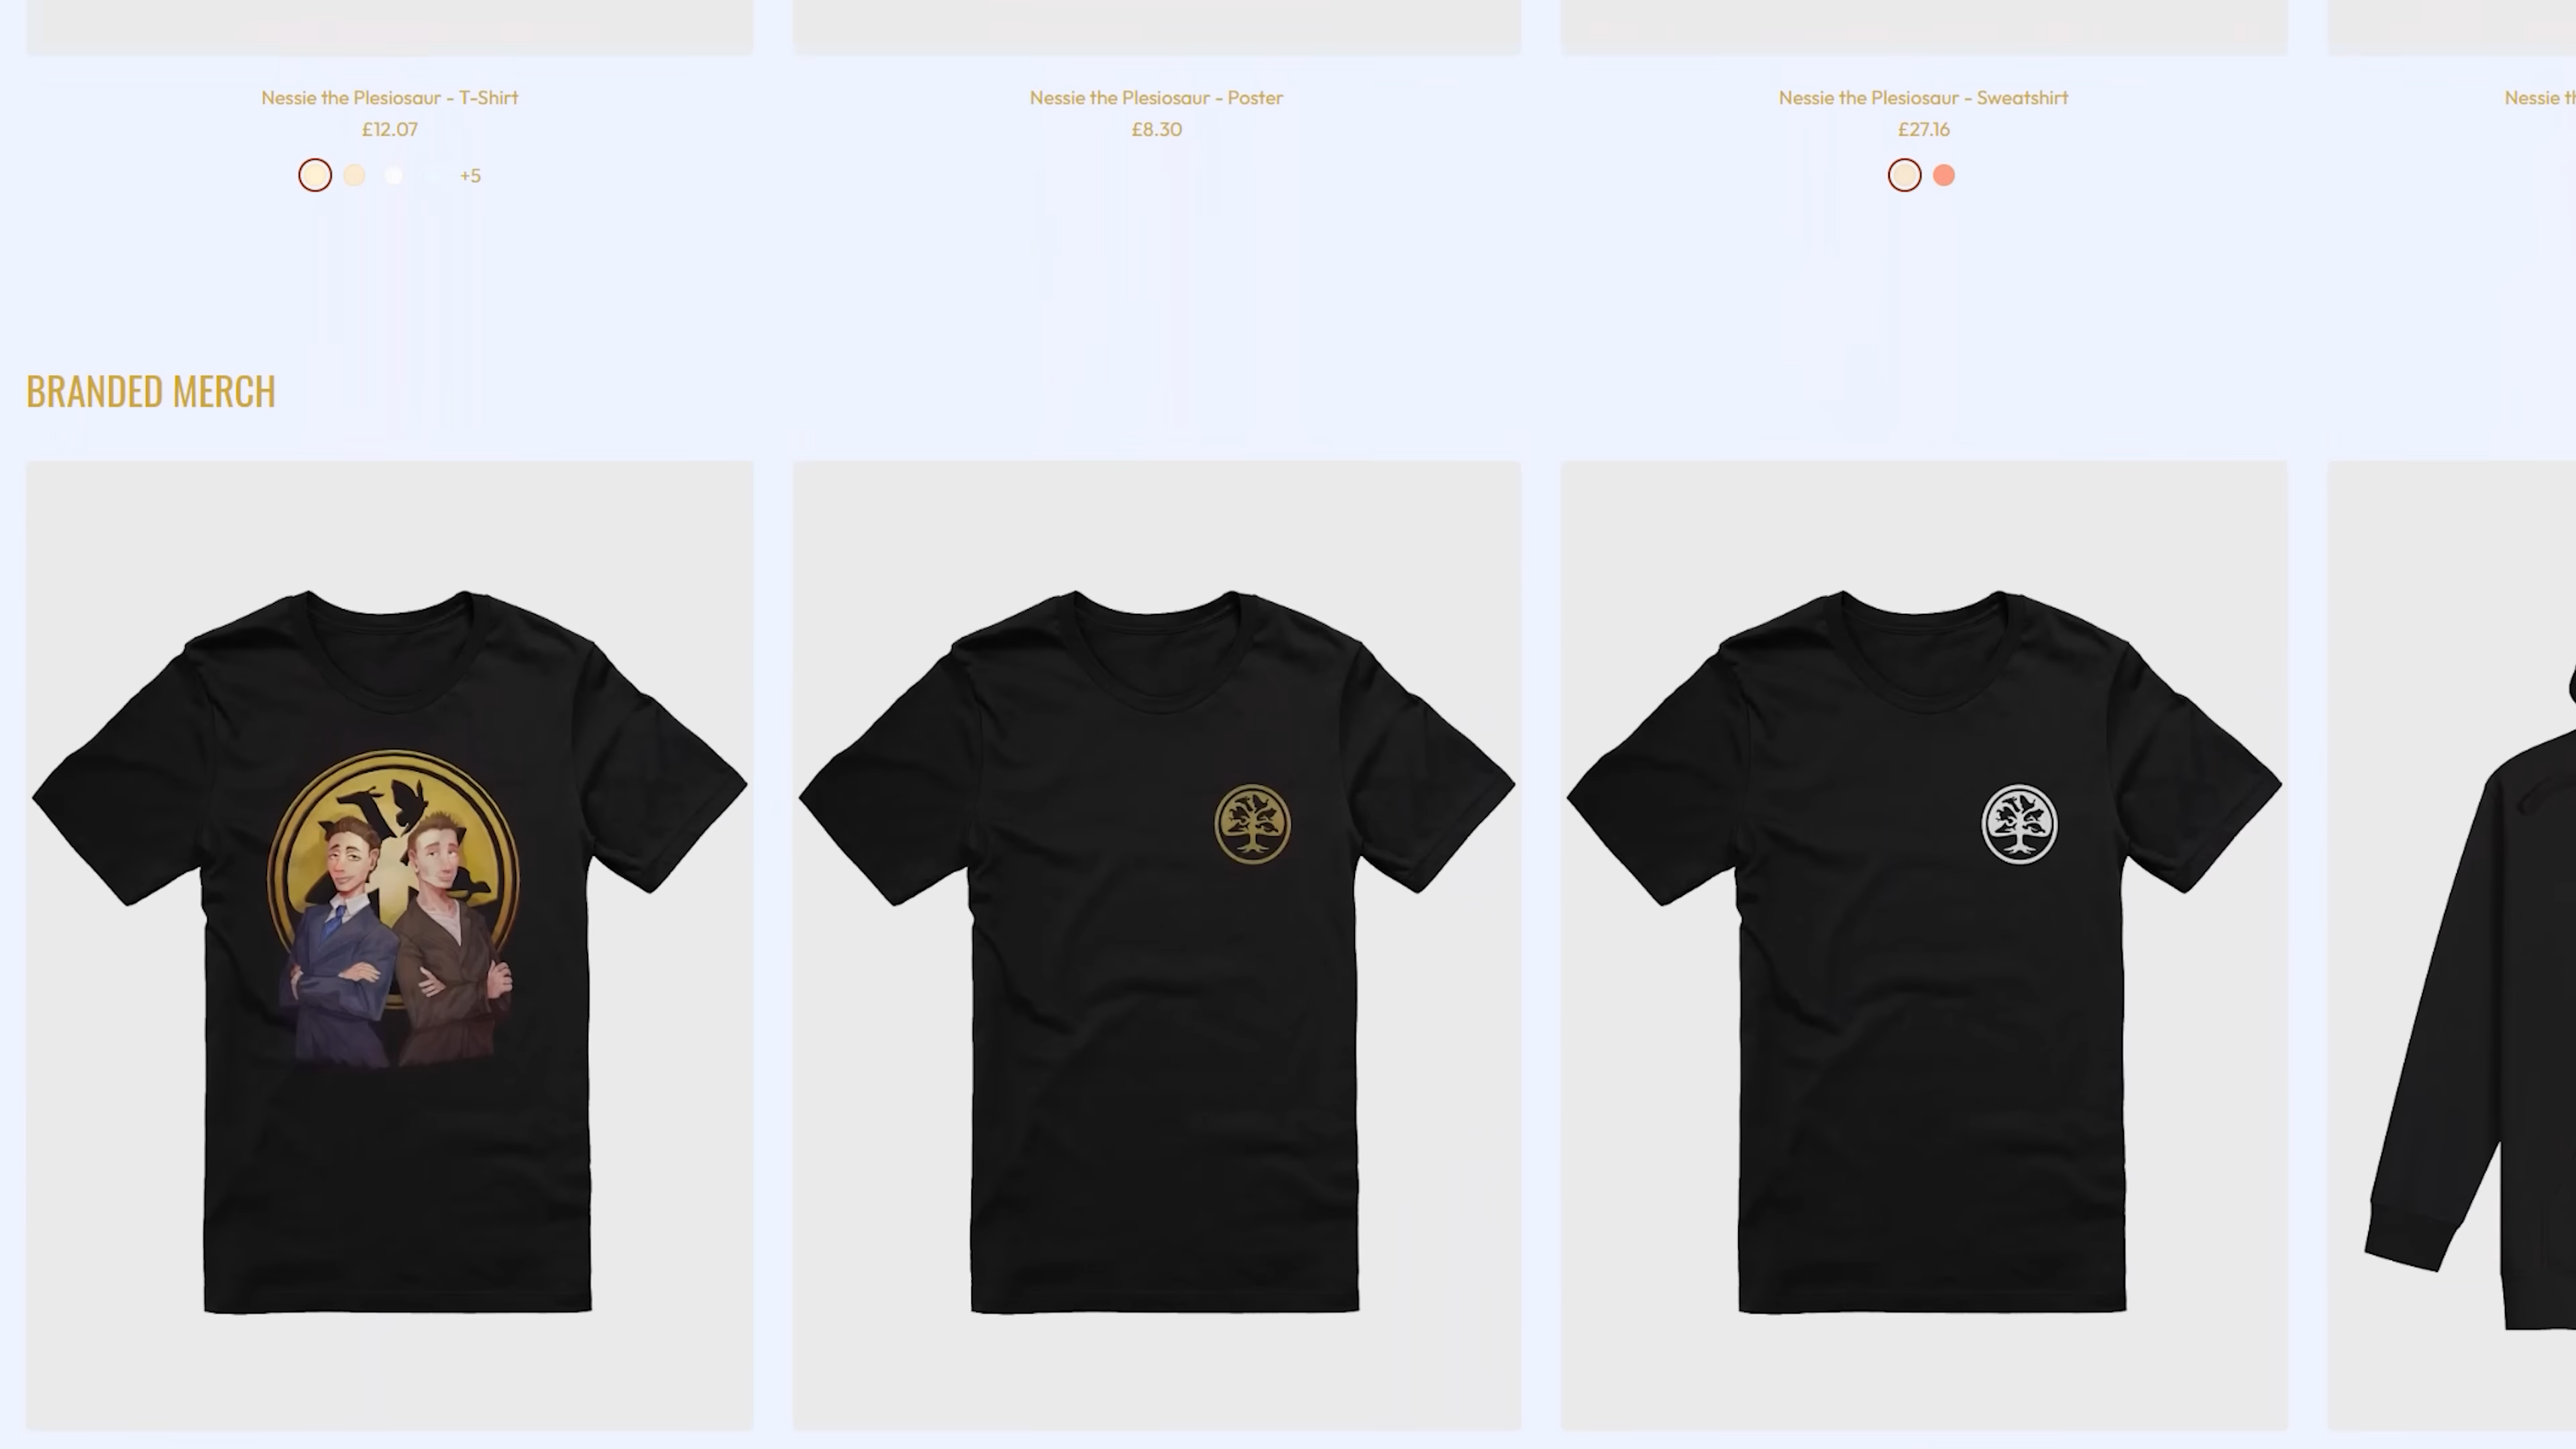 Nessie the Plesiosaur - T-Shirt
£12.07
+5
Nessie the Plesiosaur - Poster
£8.30
Nessie the Plesiosaur - Sweatshirt
£27.16
Nessie
BRANDED MERCH